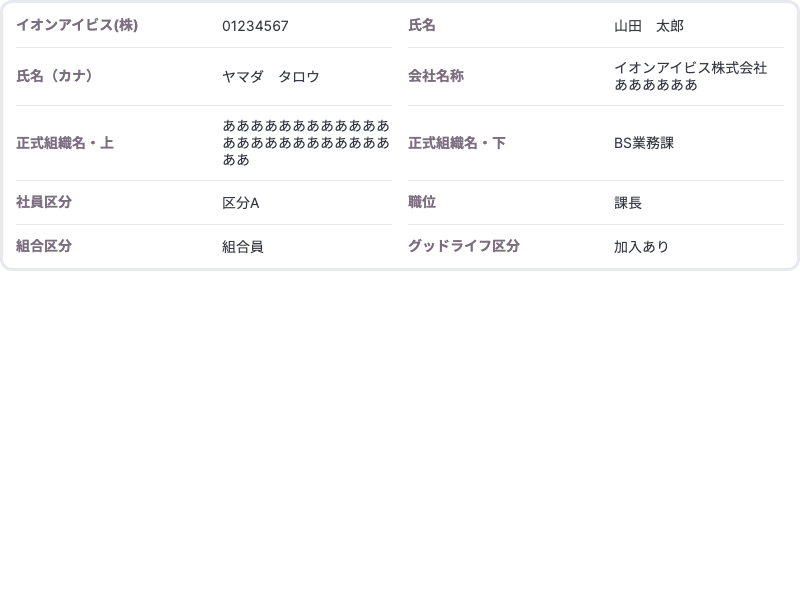 イオンアイビス(株) 01234567 氏名 山田　太郎
氏名（カナ） ヤマダ　タロウ 会社名称 イオンアイビス株式会社
ああああああ
正式組織名・上 ああああああああああああ
ああああああああああああ
ああ
正式組織名・下 BS業務課
社員区分 区分A 職位 課長
組合区分 組合員 グッドライフ区分 加入あり